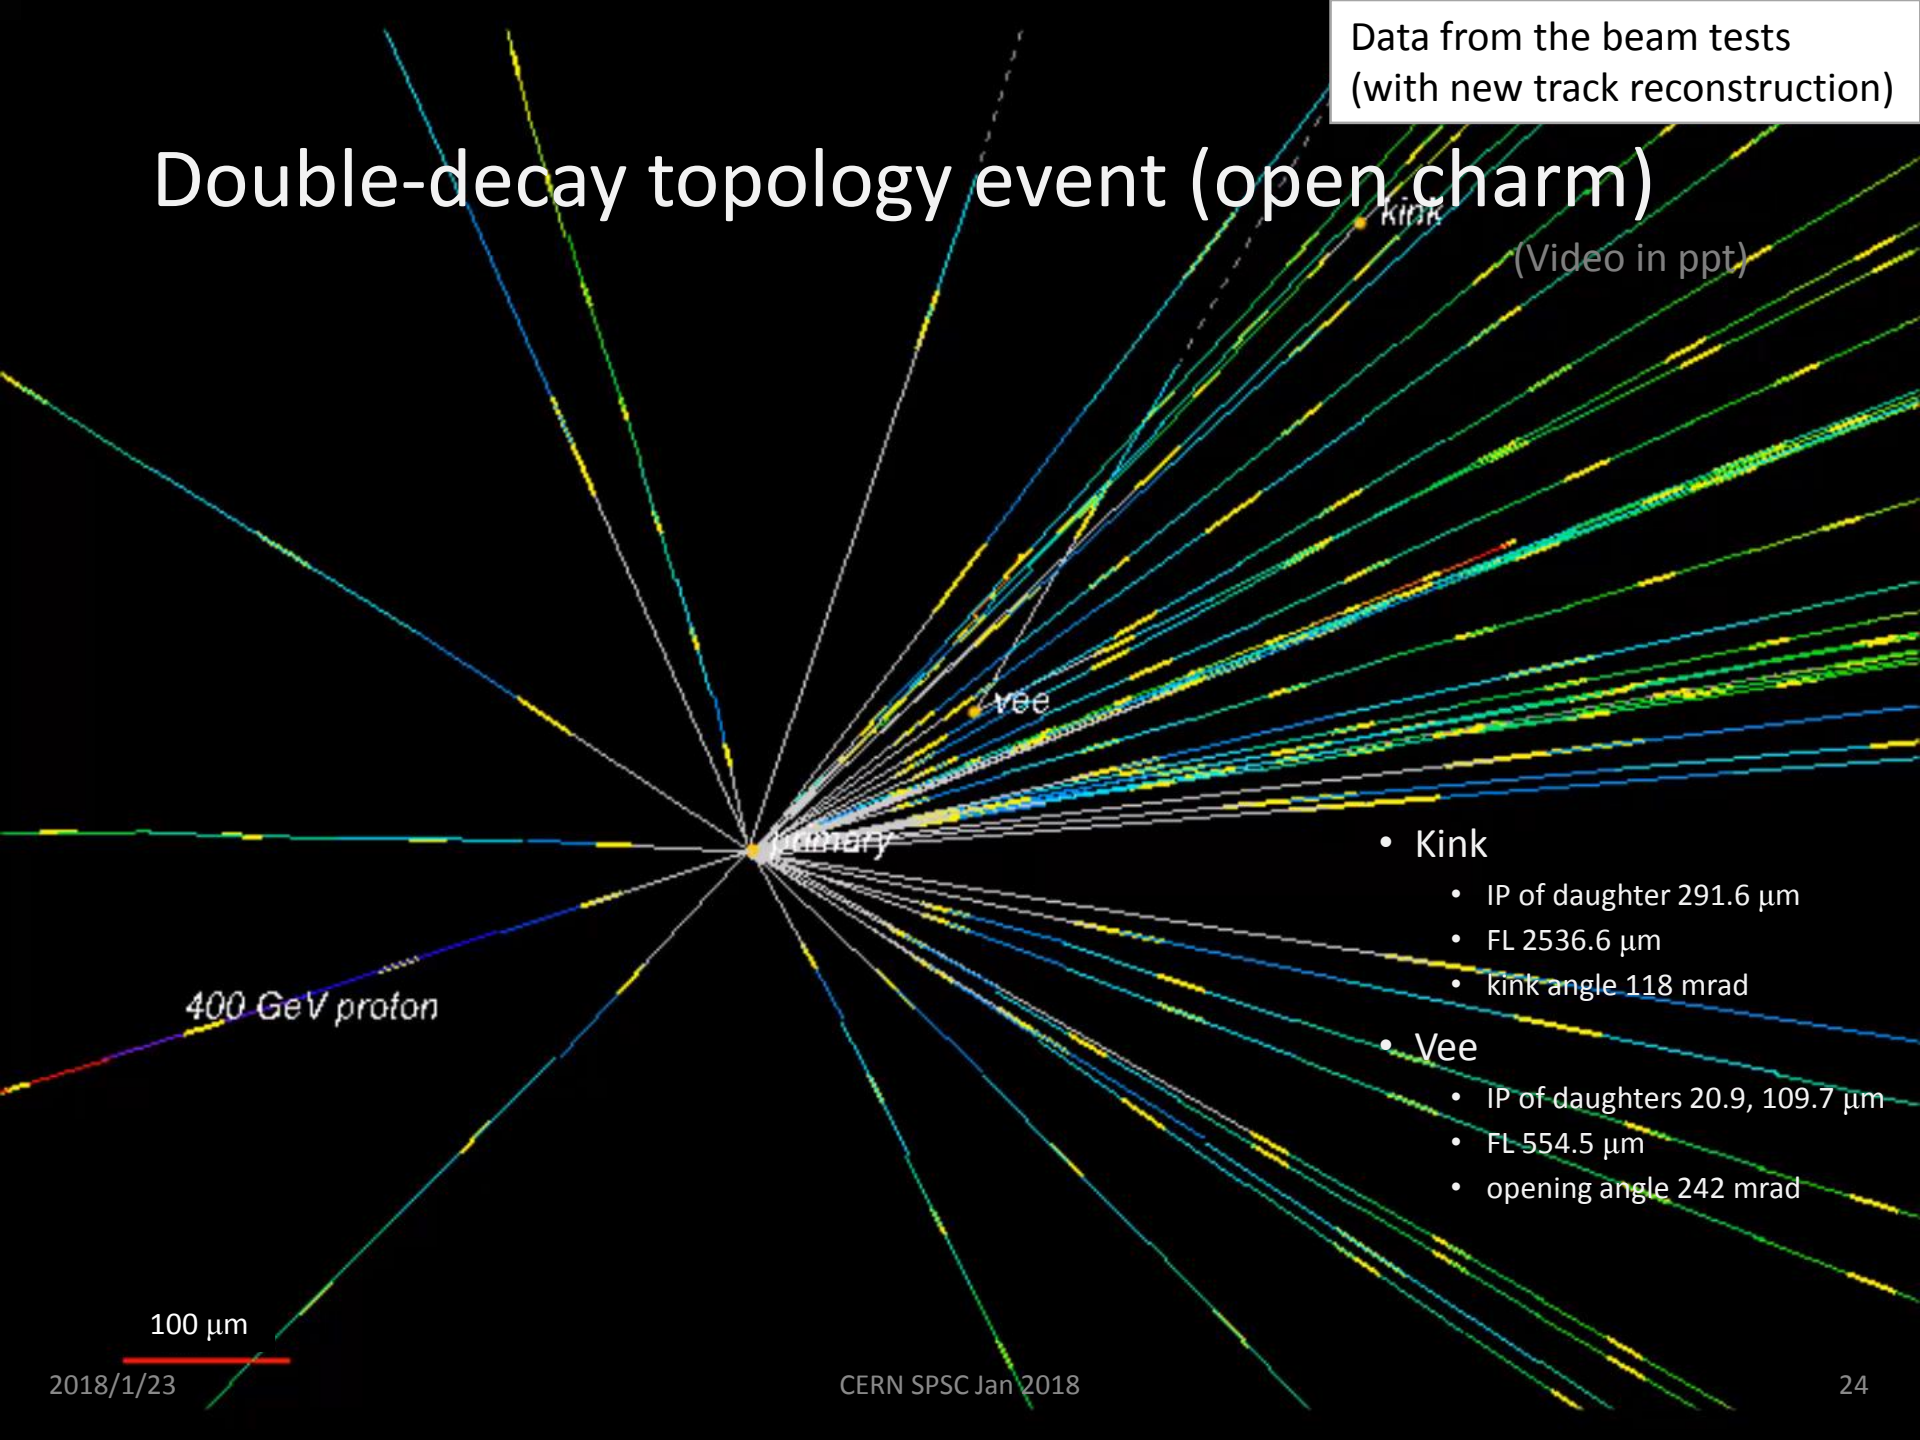 Data from the beam tests
(with new track reconstruction)
Double-decay topology event (open charm)
kink
(Video in ppt)
vee
primary
• Kink
• IP of daughter 291.6 μm
• FL 2536.6 μm
• kink angle 118 mrad
400 GeV proton
• Vee
• IP of daughters 20.9, 109.7 μm
• FL 554.5 μm
• opening angle 242 mrad
100 μm
2018/1/23
CERN SPSC Jan 2018
24